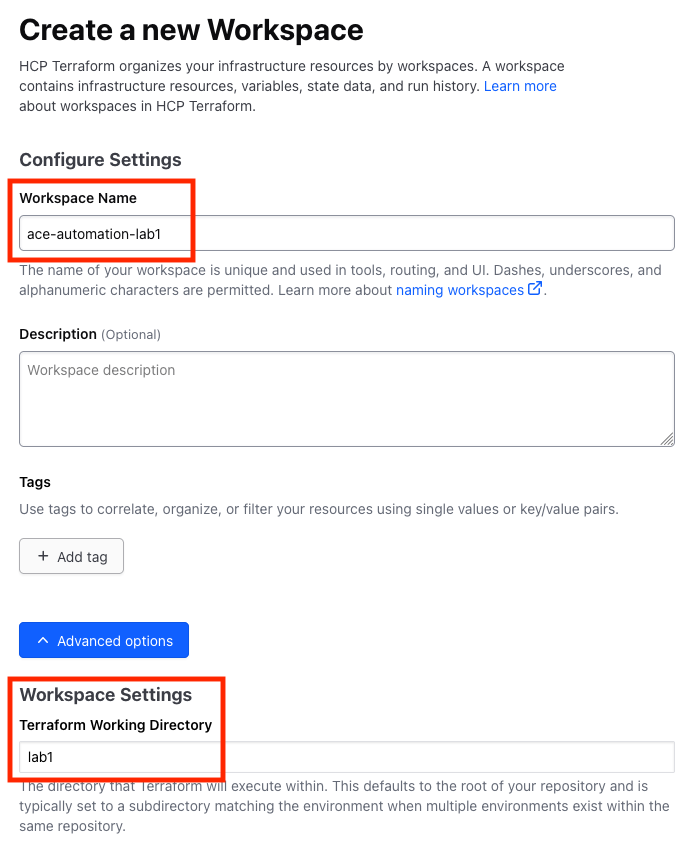 Create a new Workspace
HCP Terraform organizes your infrastructure resources by workspaces. A workspace
contains infrastructure resources, variables, state data, and run history. Learn more
about workspaces in HCP Terraform.
Configure Settings
Workspace Name
ace-automation-lab1
The name of your workspace is unique and used in tools, routing, and UI. Dashes, underscores, and
alphanumeric characters are permitted. Learn more about naming workspaces.
Description (Optional)
Workspace description
Tags
Use tags to correlate, organize, or filter your resources using single values or key/value pairs.
+ Add tag
Advanced options
Workspace Settings
Terraform Working Directory
lab1
The directory that Terraform will execute within. This defaults to the root of your repository and is
typically set to a subdirectory matching the environment when multiple environments exist within the
same repository.